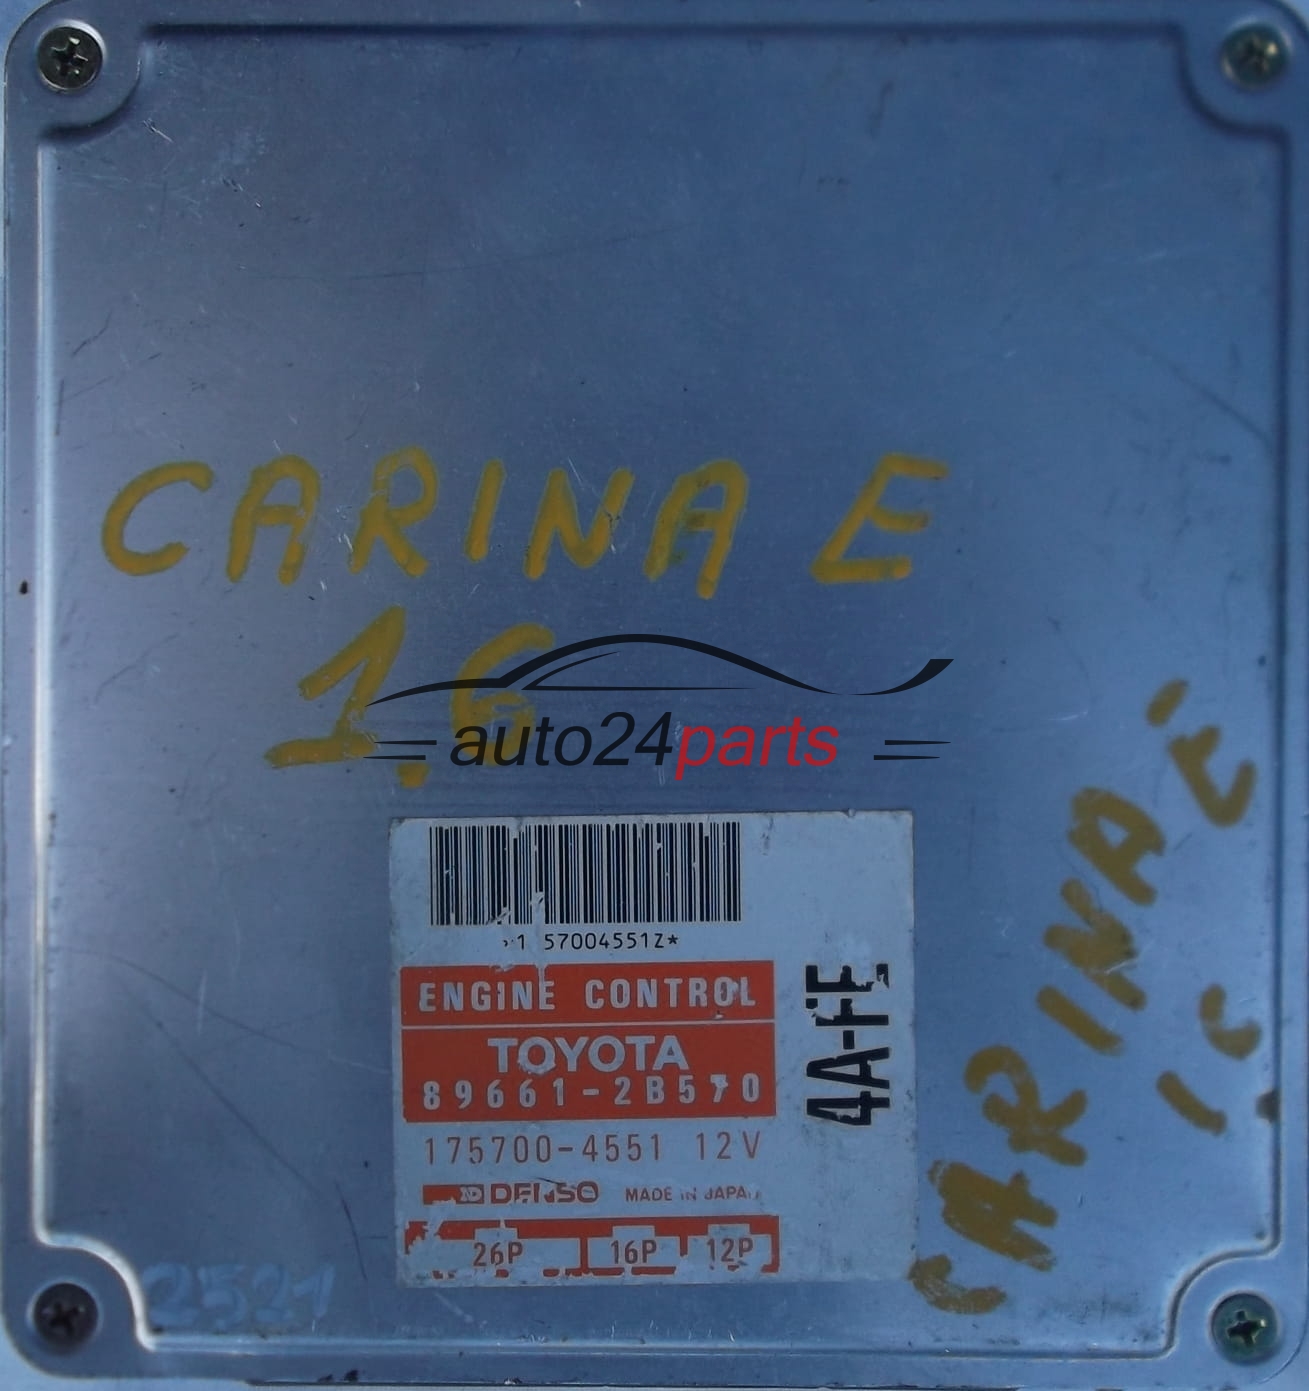 CARINA E
1.6
auto24parts
1 57004551Z*
ENGINE CONTROL
TOYOTA
89661-2B570
175700-4551 12V
DENSO MADE IN JAPAN
26P 16P 12P
4A-FE
CARINA E
2521